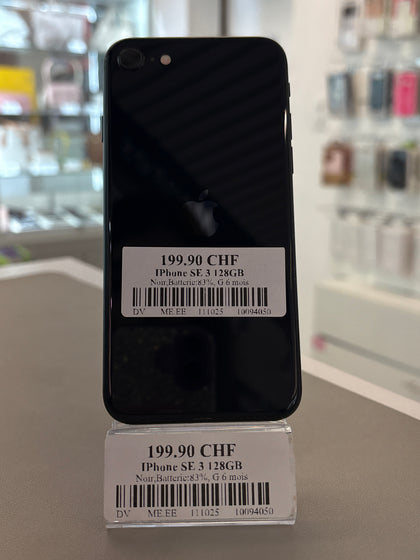 199.90 CHF
IPhone SE 3 128GB
Noir,Batterie:83%, G 6 mois
DV ME.EE 111025 10094050
199.90 CHF
IPhone SE 3 128GB
Noir,Batterie:83%, G 6 mois
DV ME.EE 111025 10094050